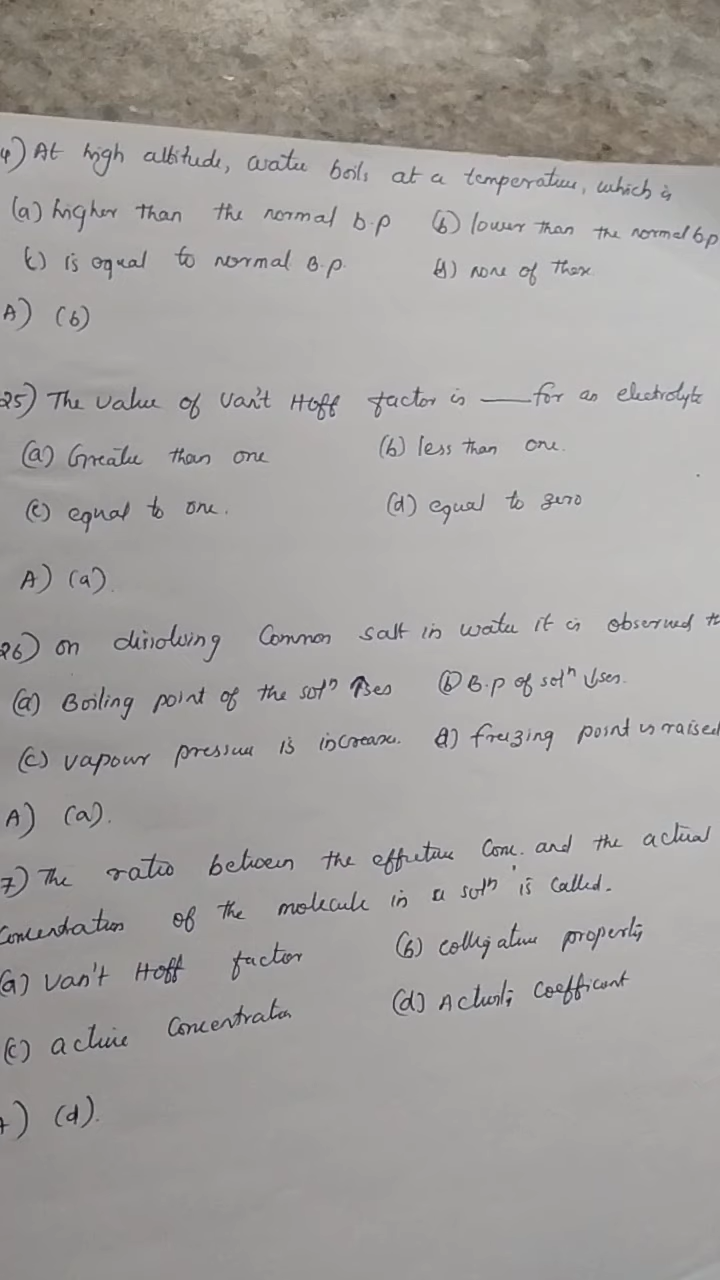 4) At high altitude, water boils at a temperature, which is
(a) higher than the normal b.p (b) lower than the normal b.p
(c) is equal to normal B.p. (d) none of these
A) (b)
25) The value of Van't Hoff factor is ___ for an electrolyte
(a) Greater than one (b) less than one.
(c) equal to one. (d) equal to zero
A) (a).
26) on dissolving Common salt in water it is observed th
(a) Boiling point of the solⁿ ↑ses (b) B.p of solⁿ ↓ses.
(c) vapour pressure is increase. d) freezing point is raised
A) (a).
7) The ratio between the effective Conc. and the actual
Concentration of the molecule in a solⁿ is Called.
(a) Van't Hoff factor (b) colligative property
(c) active Concentration (d) Activity Coefficient
(d).